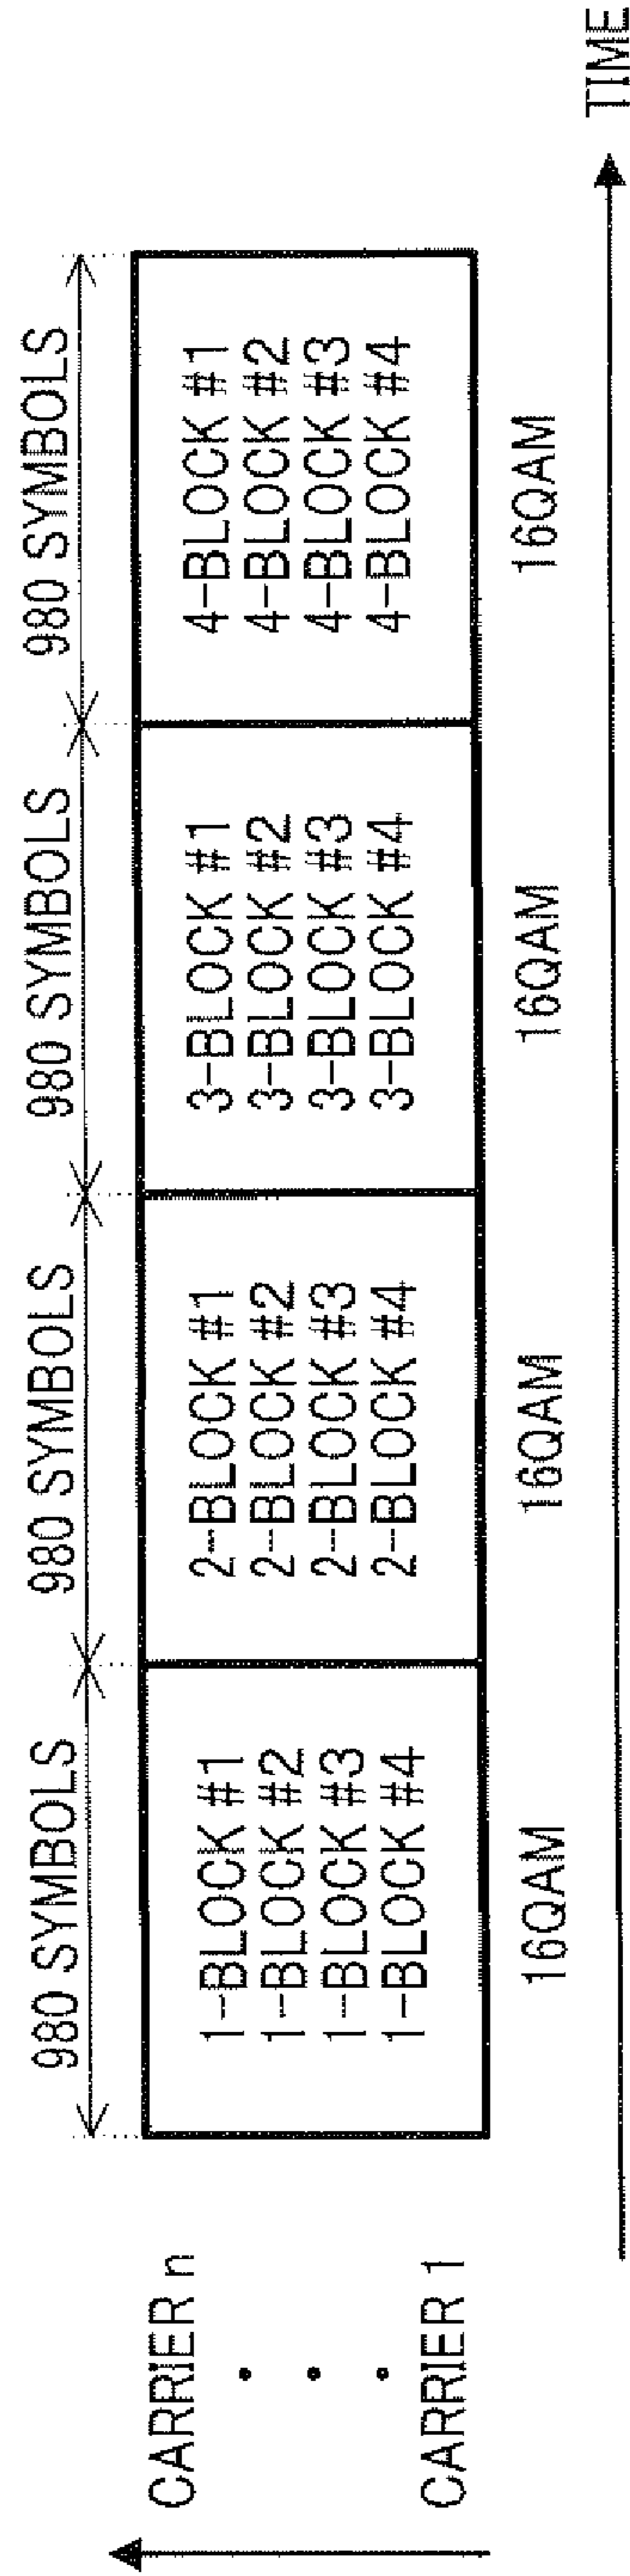 980 SYMBOLS
980 SYMBOLS
980 SYMBOLS
980 SYMBOLS
CARRIER n
CARRIER 1
1-BLOCK #1
1-BLOCK #2
1-BLOCK #3
1-BLOCK #4
2-BLOCK #1
2-BLOCK #2
2-BLOCK #3
2-BLOCK #4
3-BLOCK #1
3-BLOCK #2
3-BLOCK #3
3-BLOCK #4
4-BLOCK #1
4-BLOCK #2
4-BLOCK #3
4-BLOCK #4
16QAM
16QAM
16QAM
16QAM
TIME